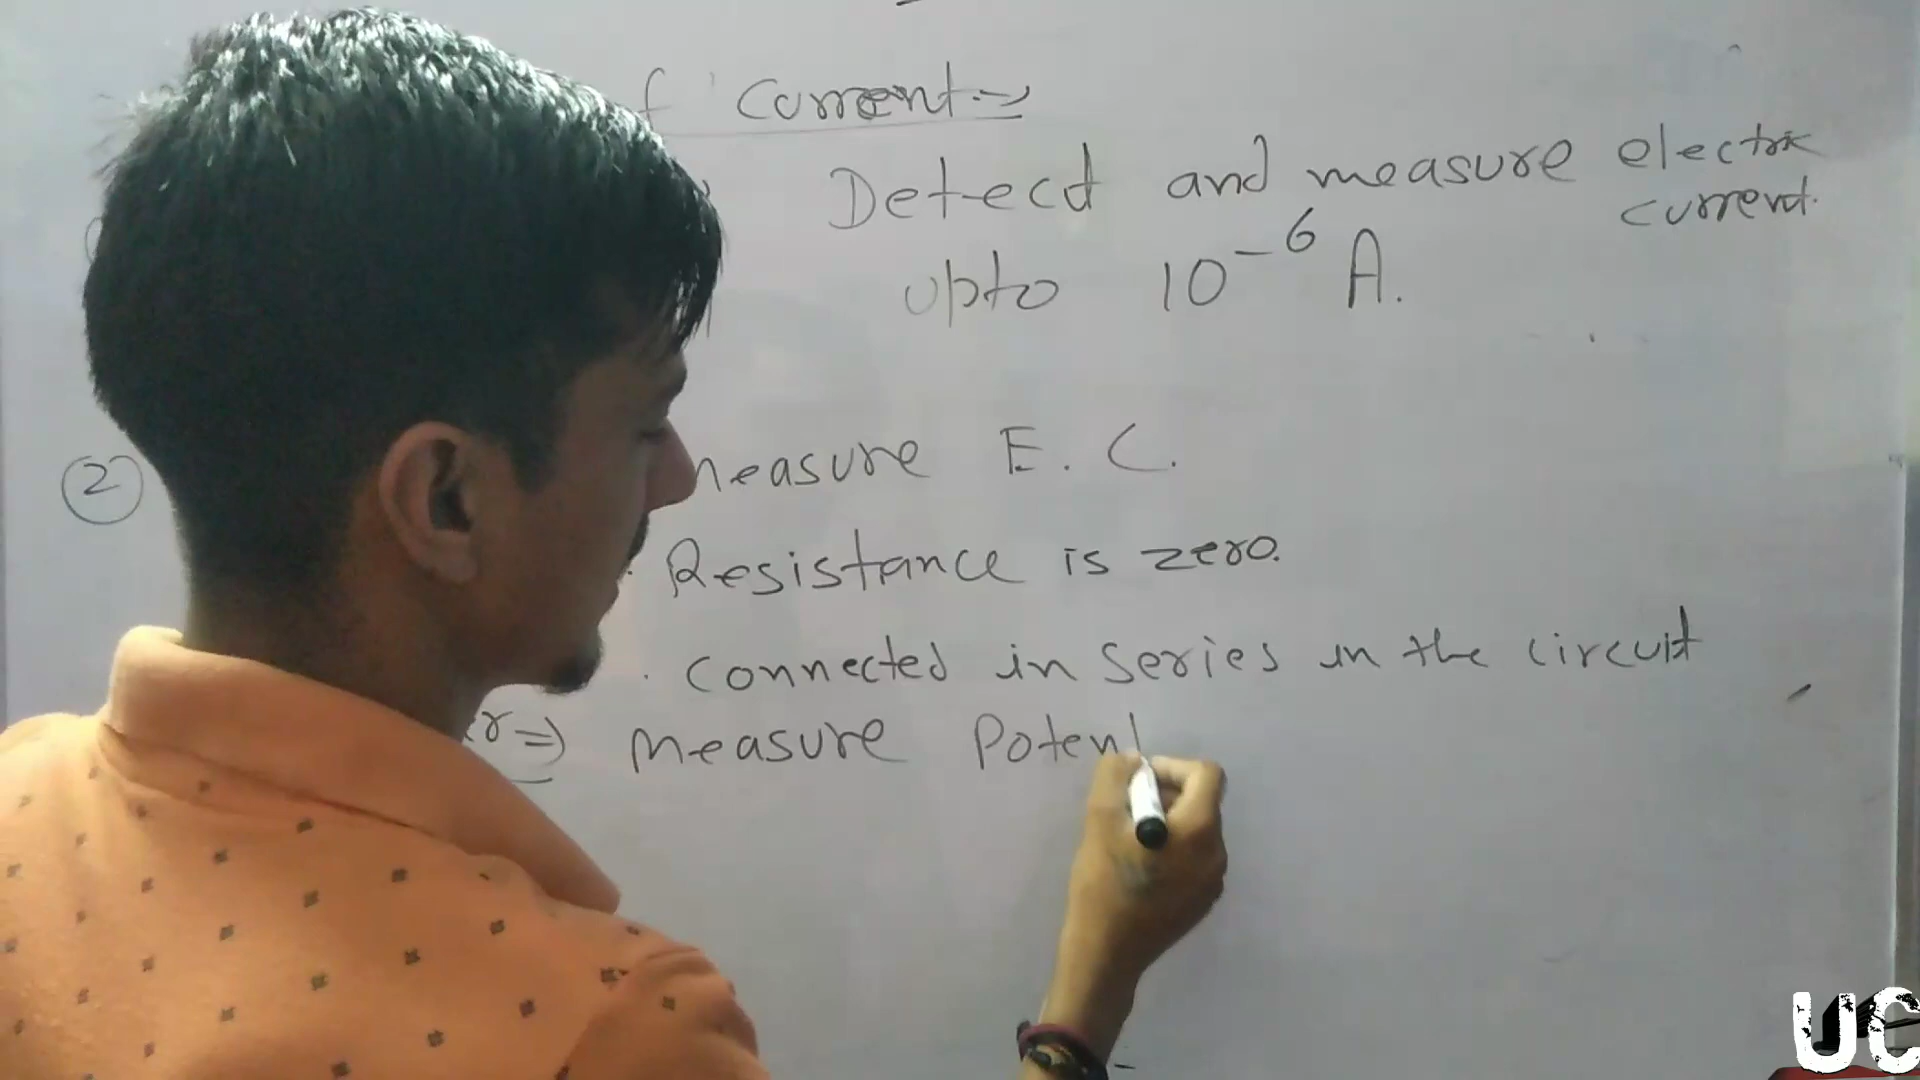 f Current :-
Detect and measure electric
current.
upto 10⁻⁶ A.
2 measure E. C.
Resistance is zero.
. Connected in series in the circuit
r => measure Poten
UC